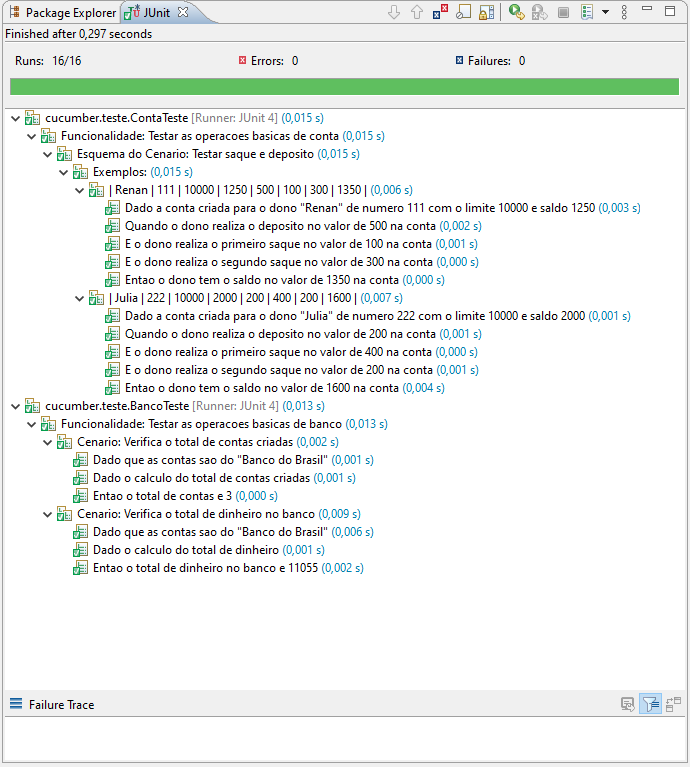 Package Explorer JUnit
Finished after 0,297 seconds
Runs: 16/16 Errors: 0 Failures: 0
cucumber.teste.ContaTeste [Runner: JUnit 4] (0,015 s)
Funcionalidade: Testar as operacoes basicas de conta (0,015 s)
Esquema do Cenario: Testar saque e deposito (0,015 s)
Exemplos: (0,015 s)
| Renan | 111 | 10000 | 1250 | 500 | 100 | 300 | 1350 | (0,006 s)
Dado a conta criada para o dono "Renan" de numero 111 com o limite 10000 e saldo 1250 (0,003 s)
Quando o dono realiza o deposito no valor de 500 na conta (0,002 s)
E o dono realiza o primeiro saque no valor de 100 na conta (0,001 s)
E o dono realiza o segundo saque no valor de 300 na conta (0,000 s)
Entao o dono tem o saldo no valor de 1350 na conta (0,000 s)
| Julia | 222 | 10000 | 2000 | 200 | 400 | 200 | 1600 | (0,007 s)
Dado a conta criada para o dono "Julia" de numero 222 com o limite 10000 e saldo 2000 (0,001 s)
Quando o dono realiza o deposito no valor de 200 na conta (0,001 s)
E o dono realiza o primeiro saque no valor de 400 na conta (0,000 s)
E o dono realiza o segundo saque no valor de 200 na conta (0,001 s)
Entao o dono tem o saldo no valor de 1600 na conta (0,004 s)
cucumber.teste.BancoTeste [Runner: JUnit 4] (0,013 s)
Funcionalidade: Testar as operacoes basicas de banco (0,013 s)
Cenario: Verifica o total de contas criadas (0,002 s)
Dado que as contas sao do "Banco do Brasil" (0,001 s)
Dado o calculo do total de contas criadas (0,001 s)
Entao o total de contas e 3 (0,000 s)
Cenario: Verifica o total de dinheiro no banco (0,009 s)
Dado que as contas sao do "Banco do Brasil" (0,006 s)
Dado o calculo do total de dinheiro (0,001 s)
Entao o total de dinheiro no banco e 11055 (0,002 s)
Failure Trace